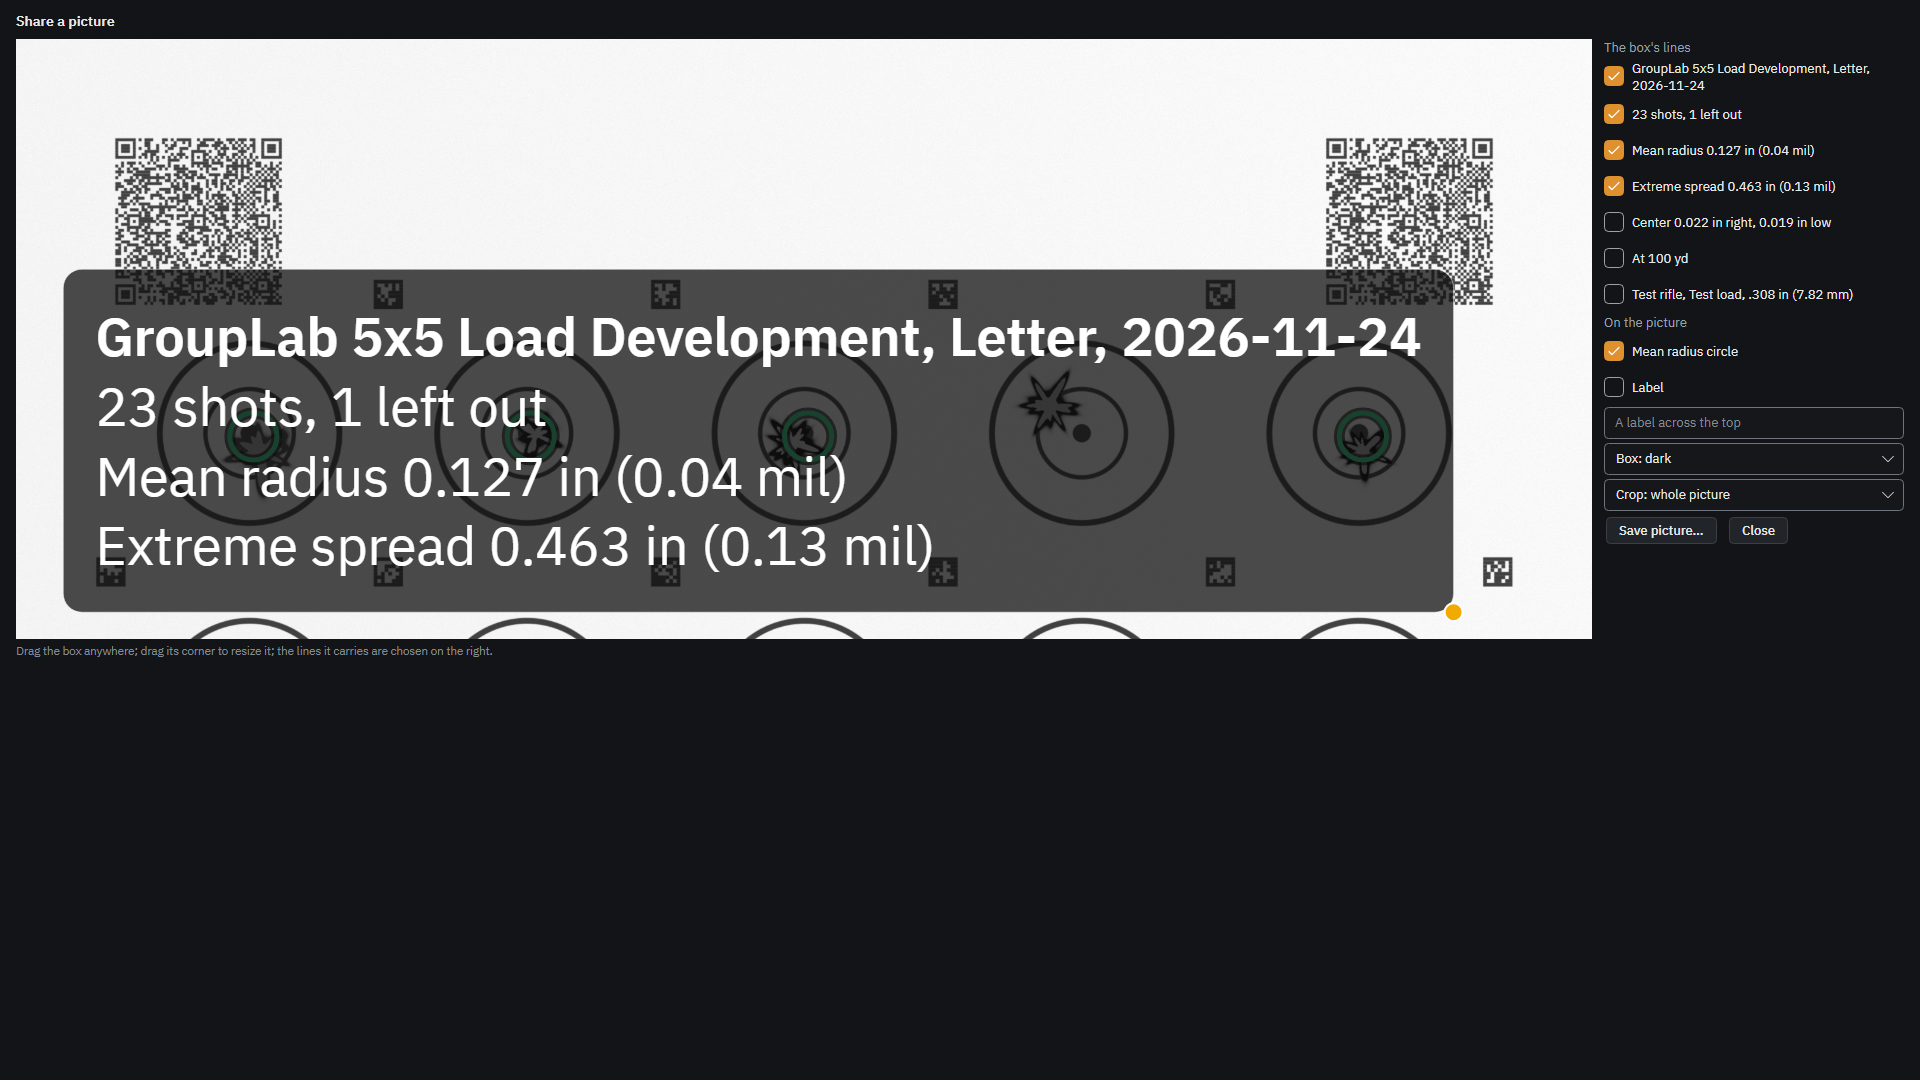 Share a picture
GroupLab 5x5 Load Development, Letter, 2026-11-24
23 shots, 1 left out
Mean radius 0.127 in (0.04 mil)
Extreme spread 0.463 in (0.13 mil)
Drag the box anywhere; drag its corner to resize it; the lines it carries are chosen on the right.
The box's lines
GroupLab 5x5 Load Development, Letter,
2026-11-24
23 shots, 1 left out
Mean radius 0.127 in (0.04 mil)
Extreme spread 0.463 in (0.13 mil)
Center 0.022 in right, 0.019 in low
At 100 yd
Test rifle, Test load, .308 in (7.82 mm)
On the picture
Mean radius circle
Label
A label across the top
Box: dark
Crop: whole picture
Save picture... Close